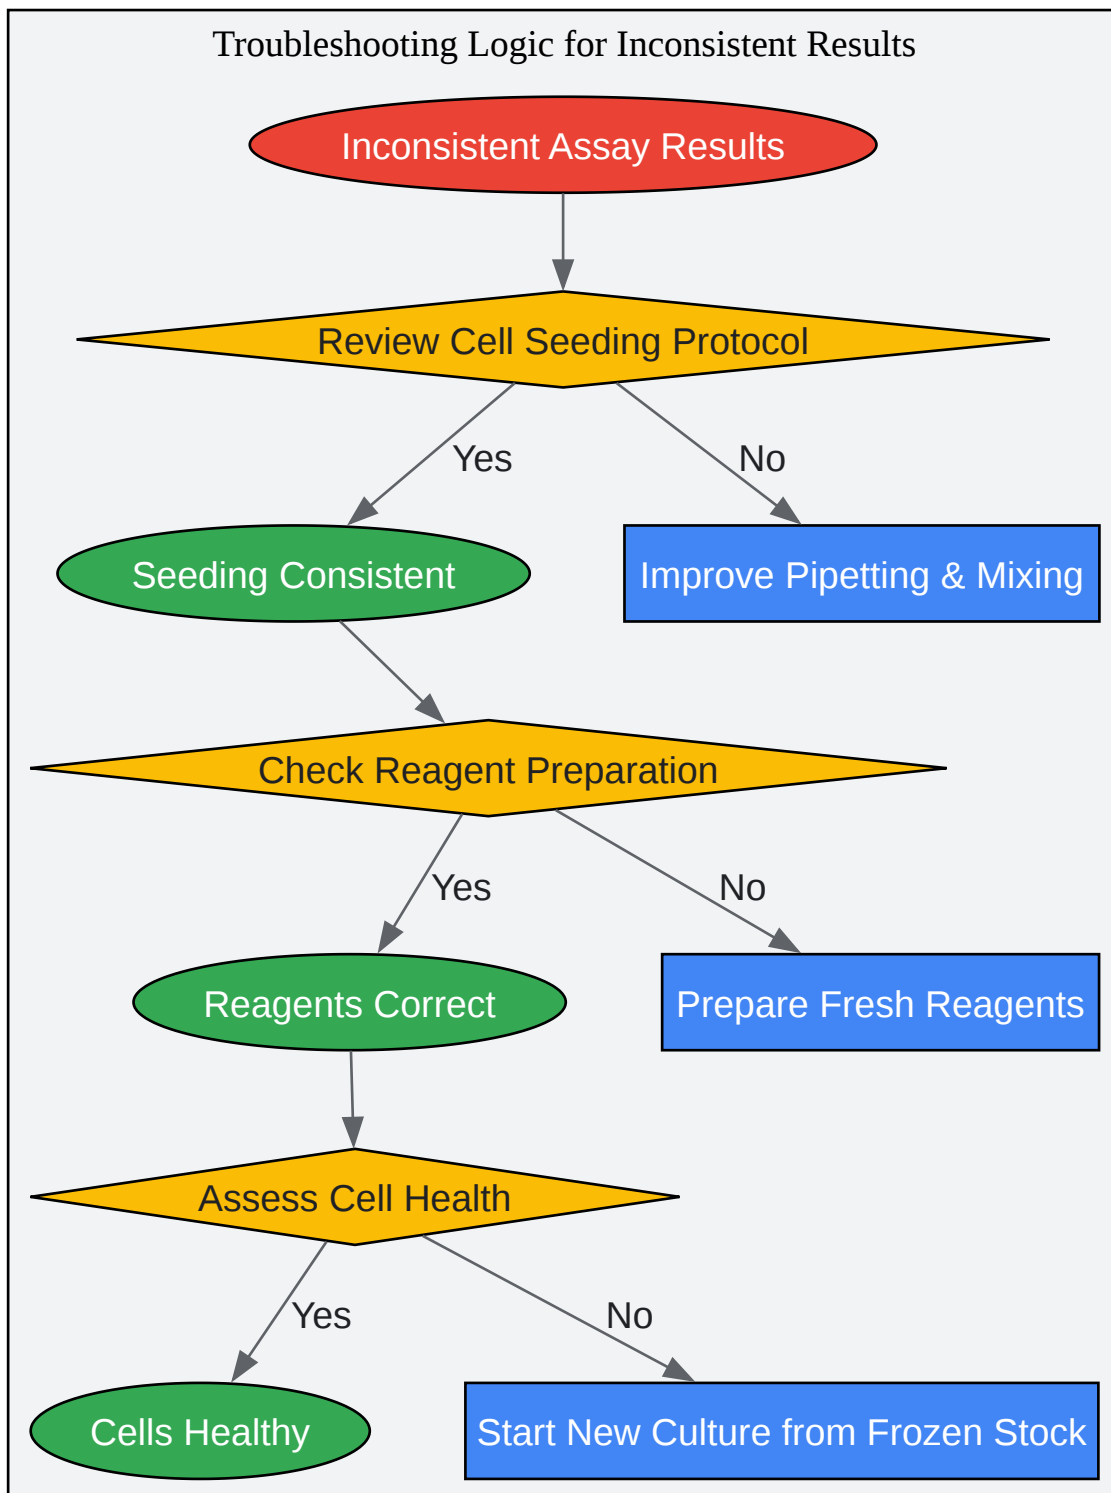 Troubleshooting Logic for Inconsistent Results
Inconsistent Assay Results
Review Cell Seeding Protocol
Yes
No
Seeding Consistent
Improve Pipetting & Mixing
Check Reagent Preparation
Yes
No
Reagents Correct
Prepare Fresh Reagents
Assess Cell Health
Yes
No
Cells Healthy
Start New Culture from Frozen Stock